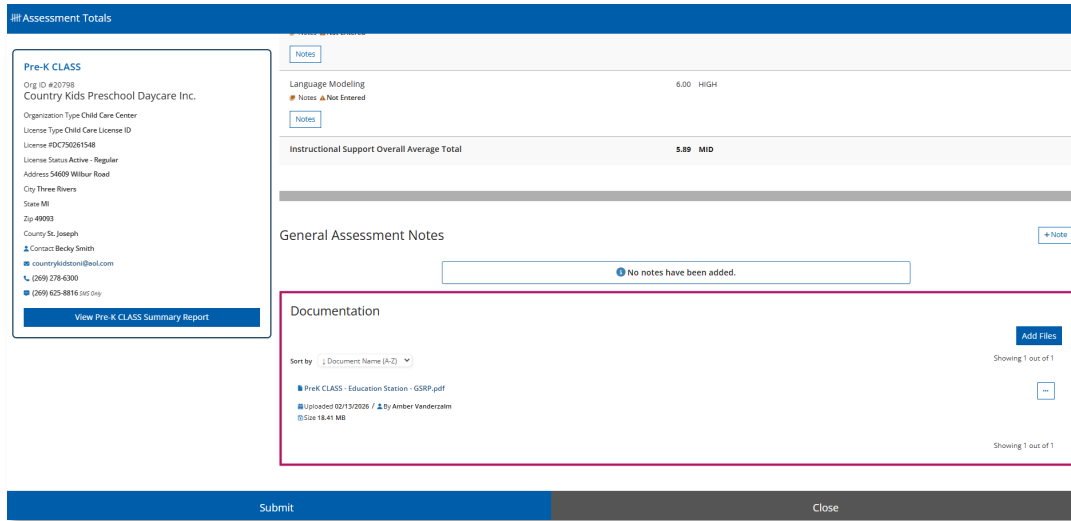 Assessment Totals
Pre-K CLASS
Org ID #20798
Country Kids Preschool Daycare Inc.
Organization Type Child Care Center
License Type Child Care License ID
License #DC750261548
License Status Active - Regular
Address 54609 Wilbur Road
City Three Rivers
State MI
Zip 49093
County St. Joseph
Contact Becky Smith
countrykidstoni@aol.com
(269) 278-6300
(269) 625-8816 SMS Only
View Pre-K CLASS Summary Report
Notes Not Entered
Notes
Language Modeling 6.00 HIGH
Notes Not Entered
Notes
Instructional Support Overall Average Total 5.89 MID
General Assessment Notes
+ Note
No notes have been added.
Documentation
Add Files
Sort by ↓ Document Name (A-Z)
Showing 1 out of 1
PreK CLASS - Education Station - GSRP.pdf
...
Uploaded 02/13/2026 / By Amber Vanderzalm
Size 18.41 MB
Showing 1 out of 1
Submit
Close